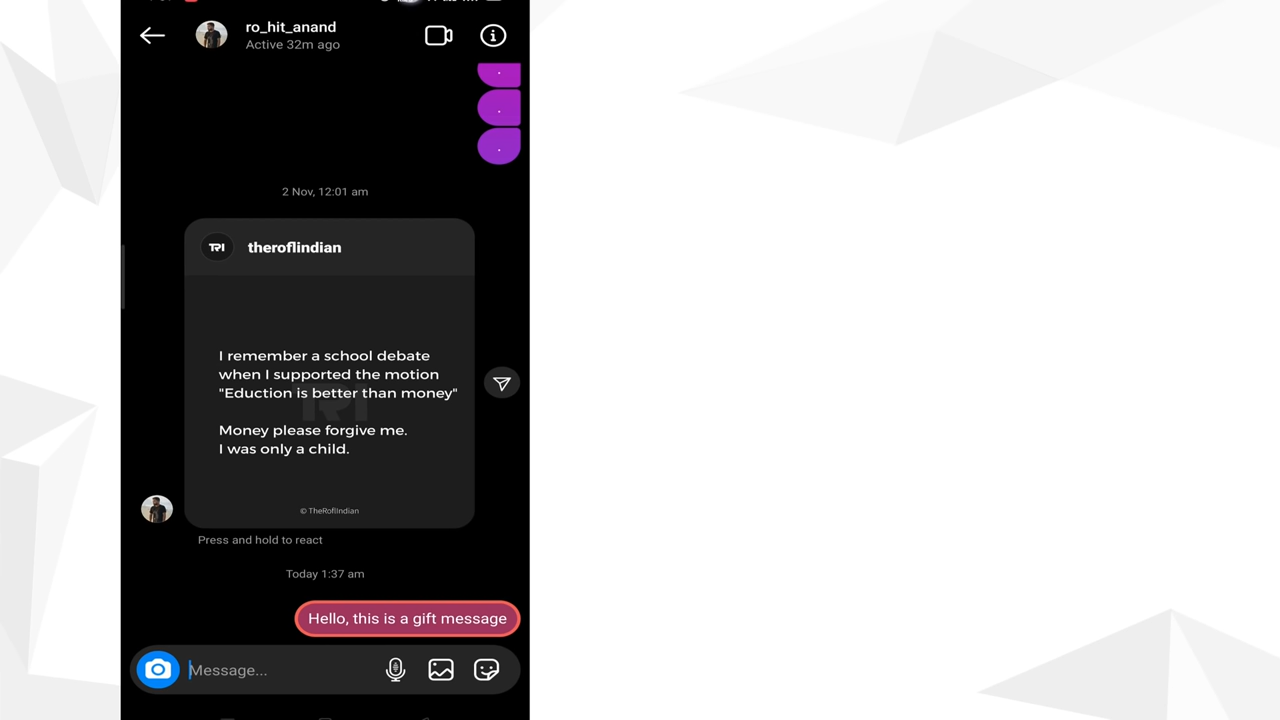 ro_hit_anand
Active 32m ago
2 Nov, 12:01 am
TRI theroflindian
I remember a school debate
when I supported the motion
"Eduction is better than money"
Money please forgive me.
I was only a child.
© TheRoflIndian
Press and hold to react
Today 1:37 am
Hello, this is a gift message
Message...